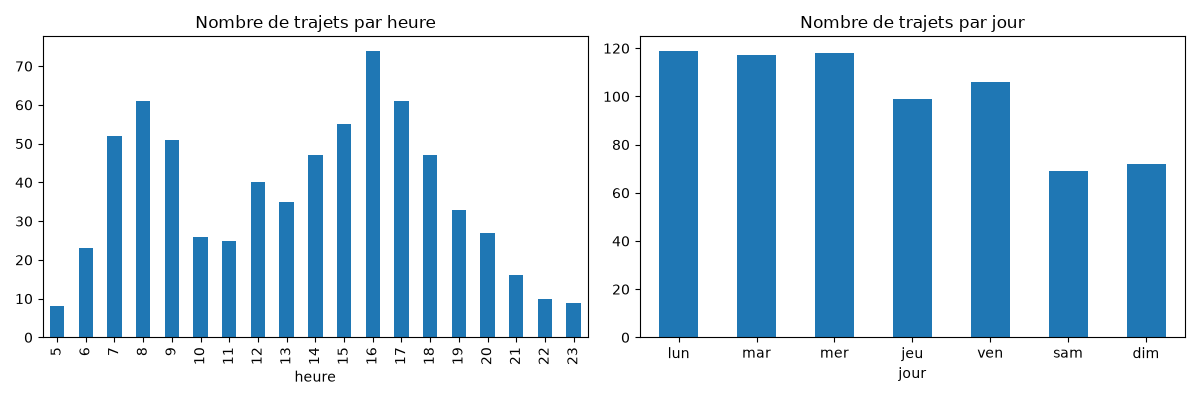 Nombre de trajets par heure
70
60
50
40
30
20
10
0
5 6 7 8 9 10 11 12 13 14 15 16 17 18 19 20 21 22 23
heure
Nombre de trajets par jour
120
100
80
60
40
20
0
lun mar mer jeu ven sam dim
jour